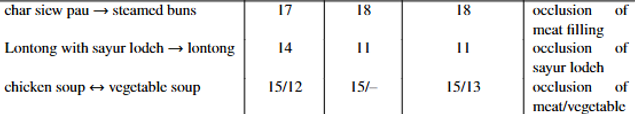 char siew pau → steamed buns 17 18 18 occlusion of
meat filling
Lontong with sayur lodeh → lontong 14 11 11 occlusion of
sayur lodeh
chicken soup ↔ vegetable soup 15/12 15/– 15/13 occlusion of
meat/vegetable